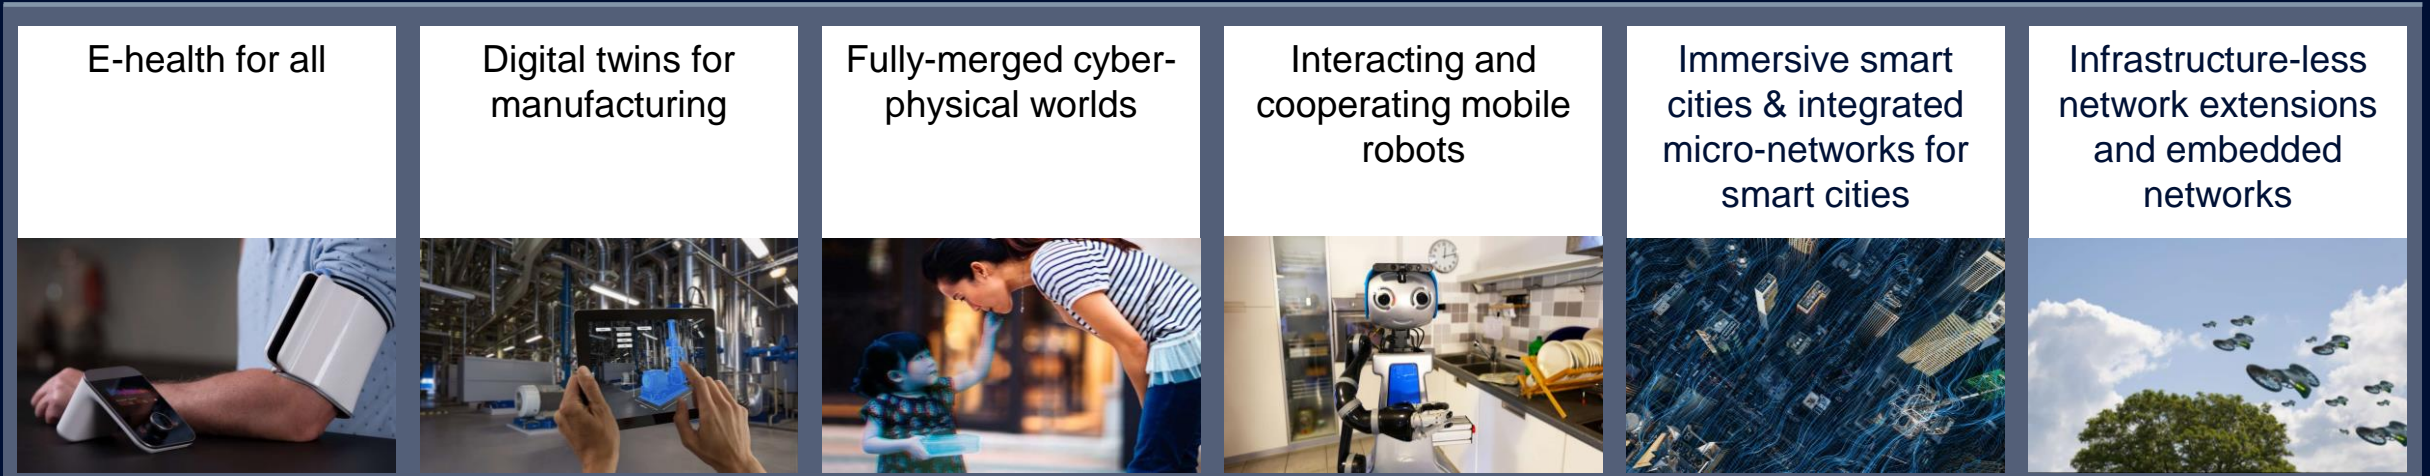 E-health for all
Digital twins for
manufacturing
Fully-merged cyber-
physical worlds
Interacting and
cooperating mobile
robots
Immersive smart
cities & integrated
micro-networks for
smart cities
Infrastructure-less
network extensions
and embedded
networks